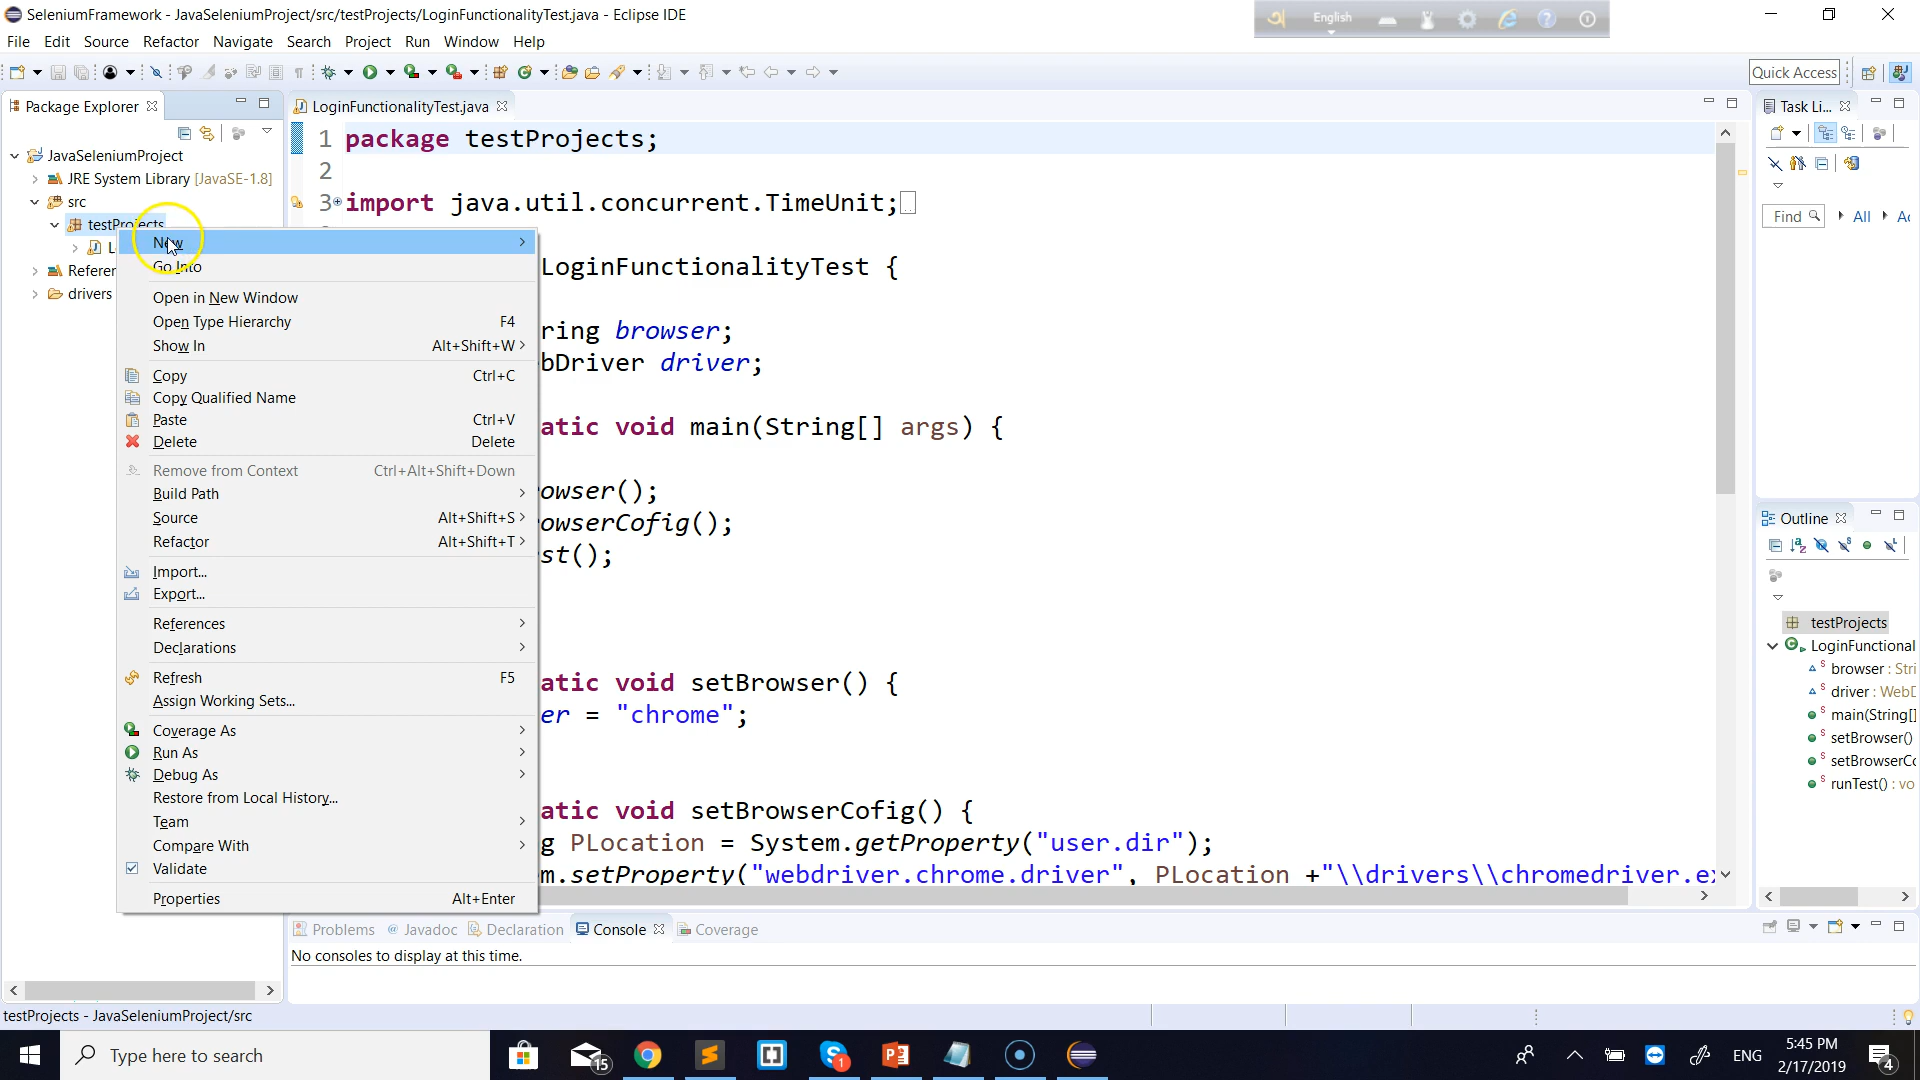 SeleniumFramework - JavaSeleniumProject/src/testProjects/LoginFunctionalityTest.java - Eclipse IDE
English
File Edit Source Refactor Navigate Search Project Run Window Help
Quick Access
Package Explorer
LoginFunctionalityTest.java
Task Li...
JavaSeleniumProject
JRE System Library [JavaSE-1.8]
src
testProjects
drivers
New
Go Into
Open in New Window
Open Type Hierarchy F4
Show In Alt+Shift+W
Copy Ctrl+C
Copy Qualified Name
Paste Ctrl+V
Delete Delete
Remove from Context Ctrl+Alt+Shift+Down
Build Path
Source Alt+Shift+S
Refactor Alt+Shift+T
Import...
Export...
References
Declarations
Refresh F5
Assign Working Sets...
Coverage As
Run As
Debug As
Restore from Local History...
Team
Compare With
Validate
Properties Alt+Enter
1 package testProjects;
2
3 import java.util.concurrent.TimeUnit;
LoginFunctionalityTest {
ring browser;
bDriver driver;
atic void main(String[] args) {
owser();
owserCofig();
st();
atic void setBrowser() {
er = "chrome";
atic void setBrowserCofig() {
g PLocation = System.getProperty("user.dir");
m.setProperty("webdriver.chrome.driver", PLocation +"\\drivers\\chromedriver.ex
Find All Ac
Outline
testProjects
LoginFunctional
browser : Stri
driver : WebD
main(String[]
setBrowser()
setBrowserCo
runTest() : vo
Problems @ Javadoc Declaration Console Coverage
No consoles to display at this time.
testProjects - JavaSeleniumProject/src
Type here to search
15
1
ENG
5:45 PM
2/17/2019
4